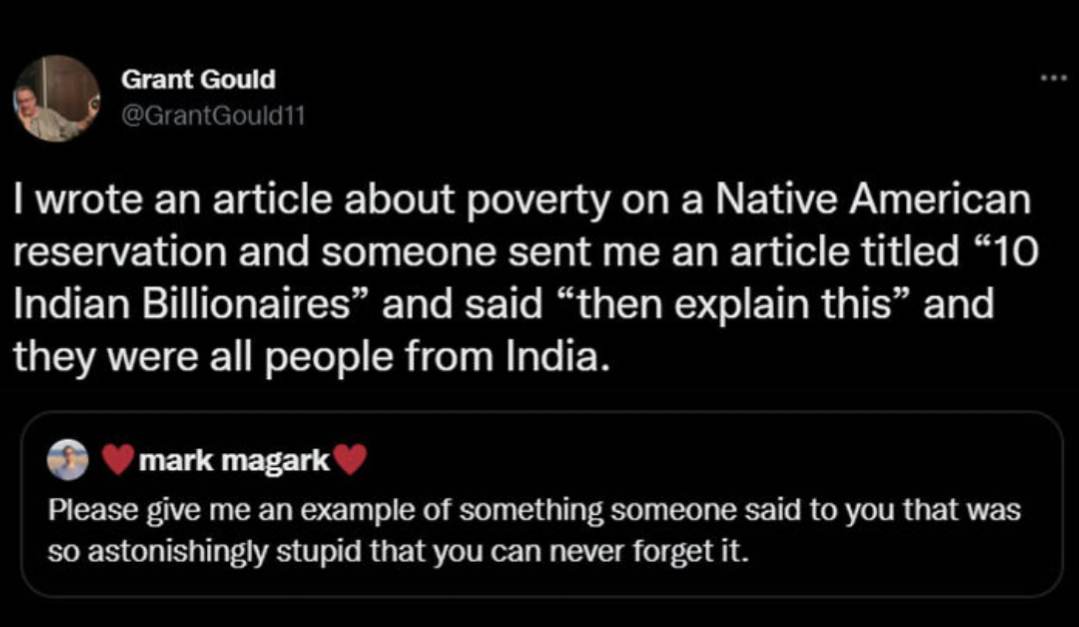 Grant Gould
@GrantGould11
I wrote an article about poverty on a Native American
reservation and someone sent me an article titled “10
Indian Billionaires” and said “then explain this” and
they were all people from India.
♥mark magark♥
Please give me an example of something someone said to you that was
so astonishingly stupid that you can never forget it.